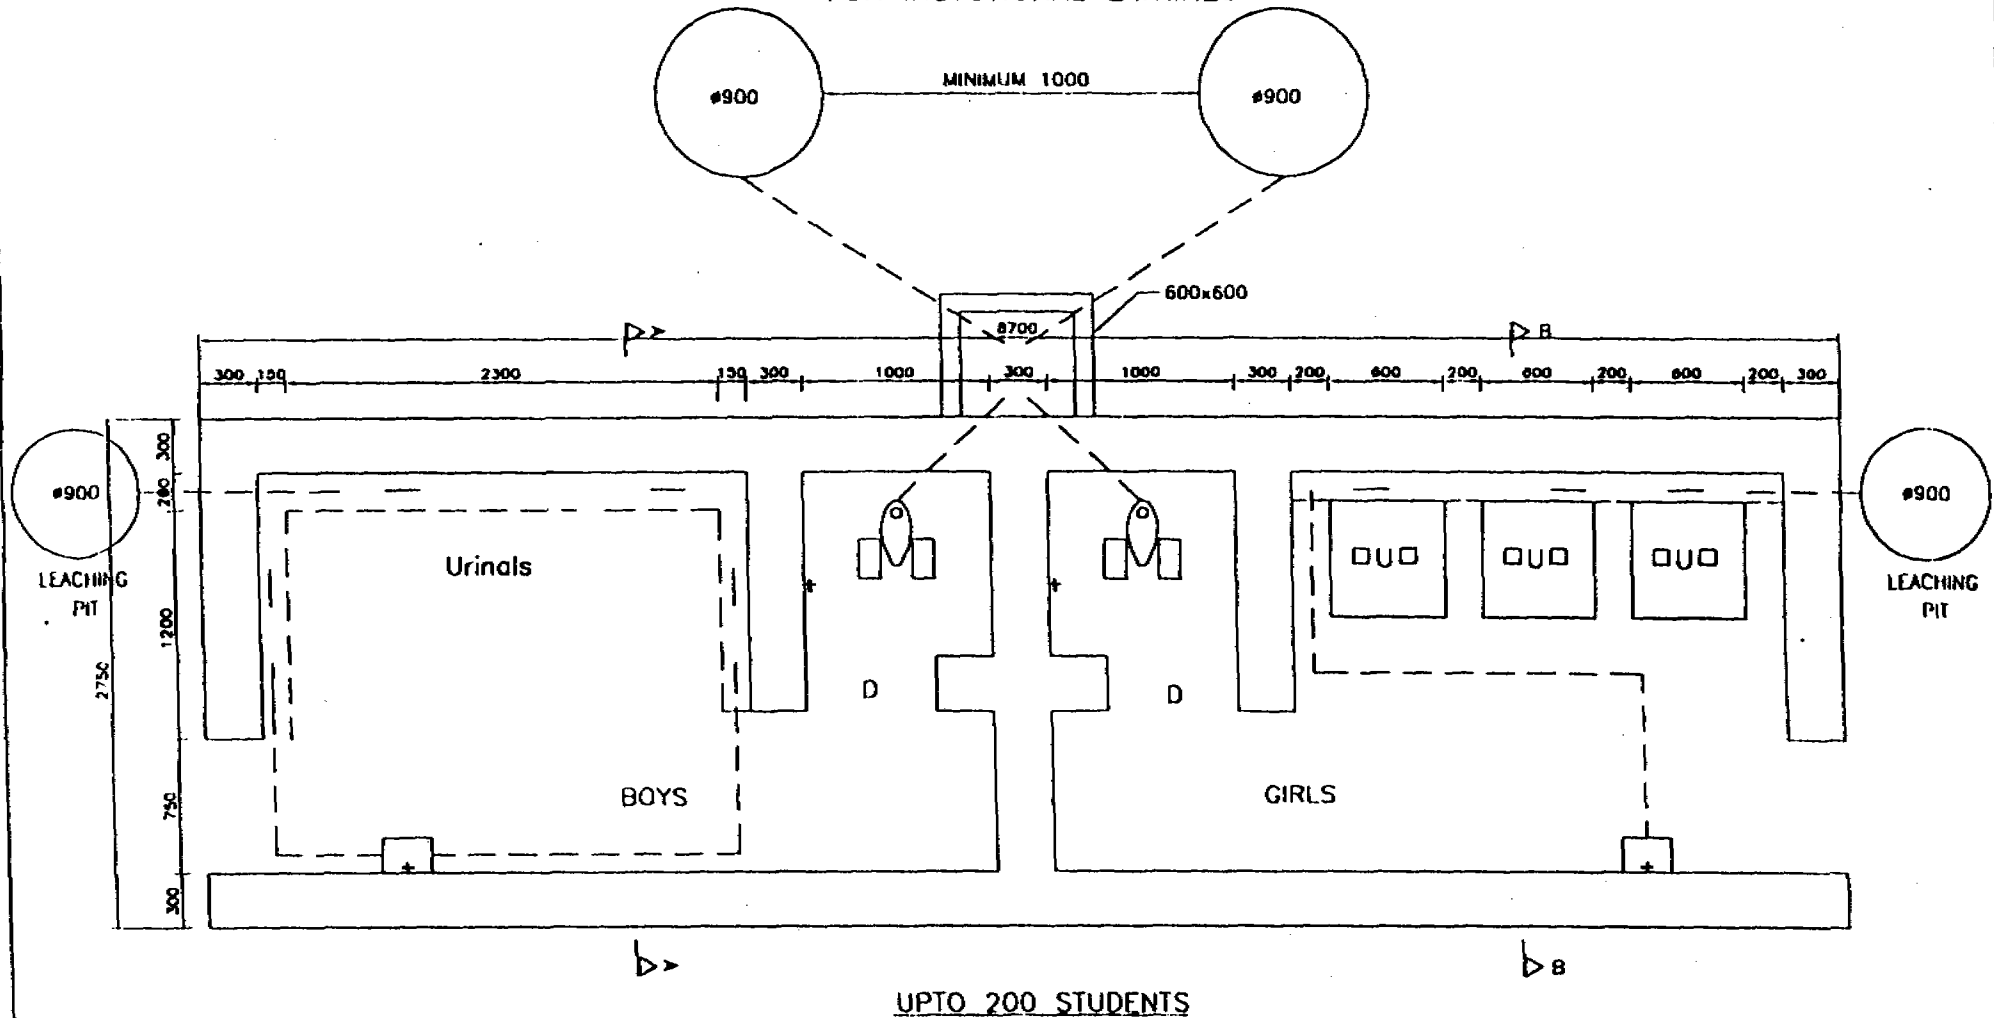 ø900
MINIMUM 1000
ø900
600x600
8700
A
B
300 150 2300 150 300 1000 300 1000 300 200 600 200 600 200 600 200 300
300
200
1200
750
300
2750
ø900
LEACHING
PIT
Urinals
D
D
BOYS
GIRLS
ø900
LEACHING
PIT
A
B
UPTO 200 STUDENTS